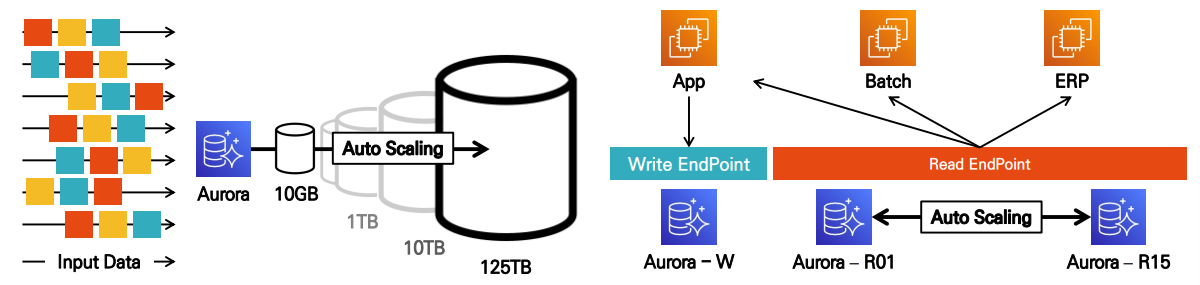 Input Data
Aurora
10GB
Auto Scaling
1TB
10TB
125TB
App
Batch
ERP
Write EndPoint
Read EndPoint
Aurora – W
Aurora – R01
Auto Scaling
Aurora – R15